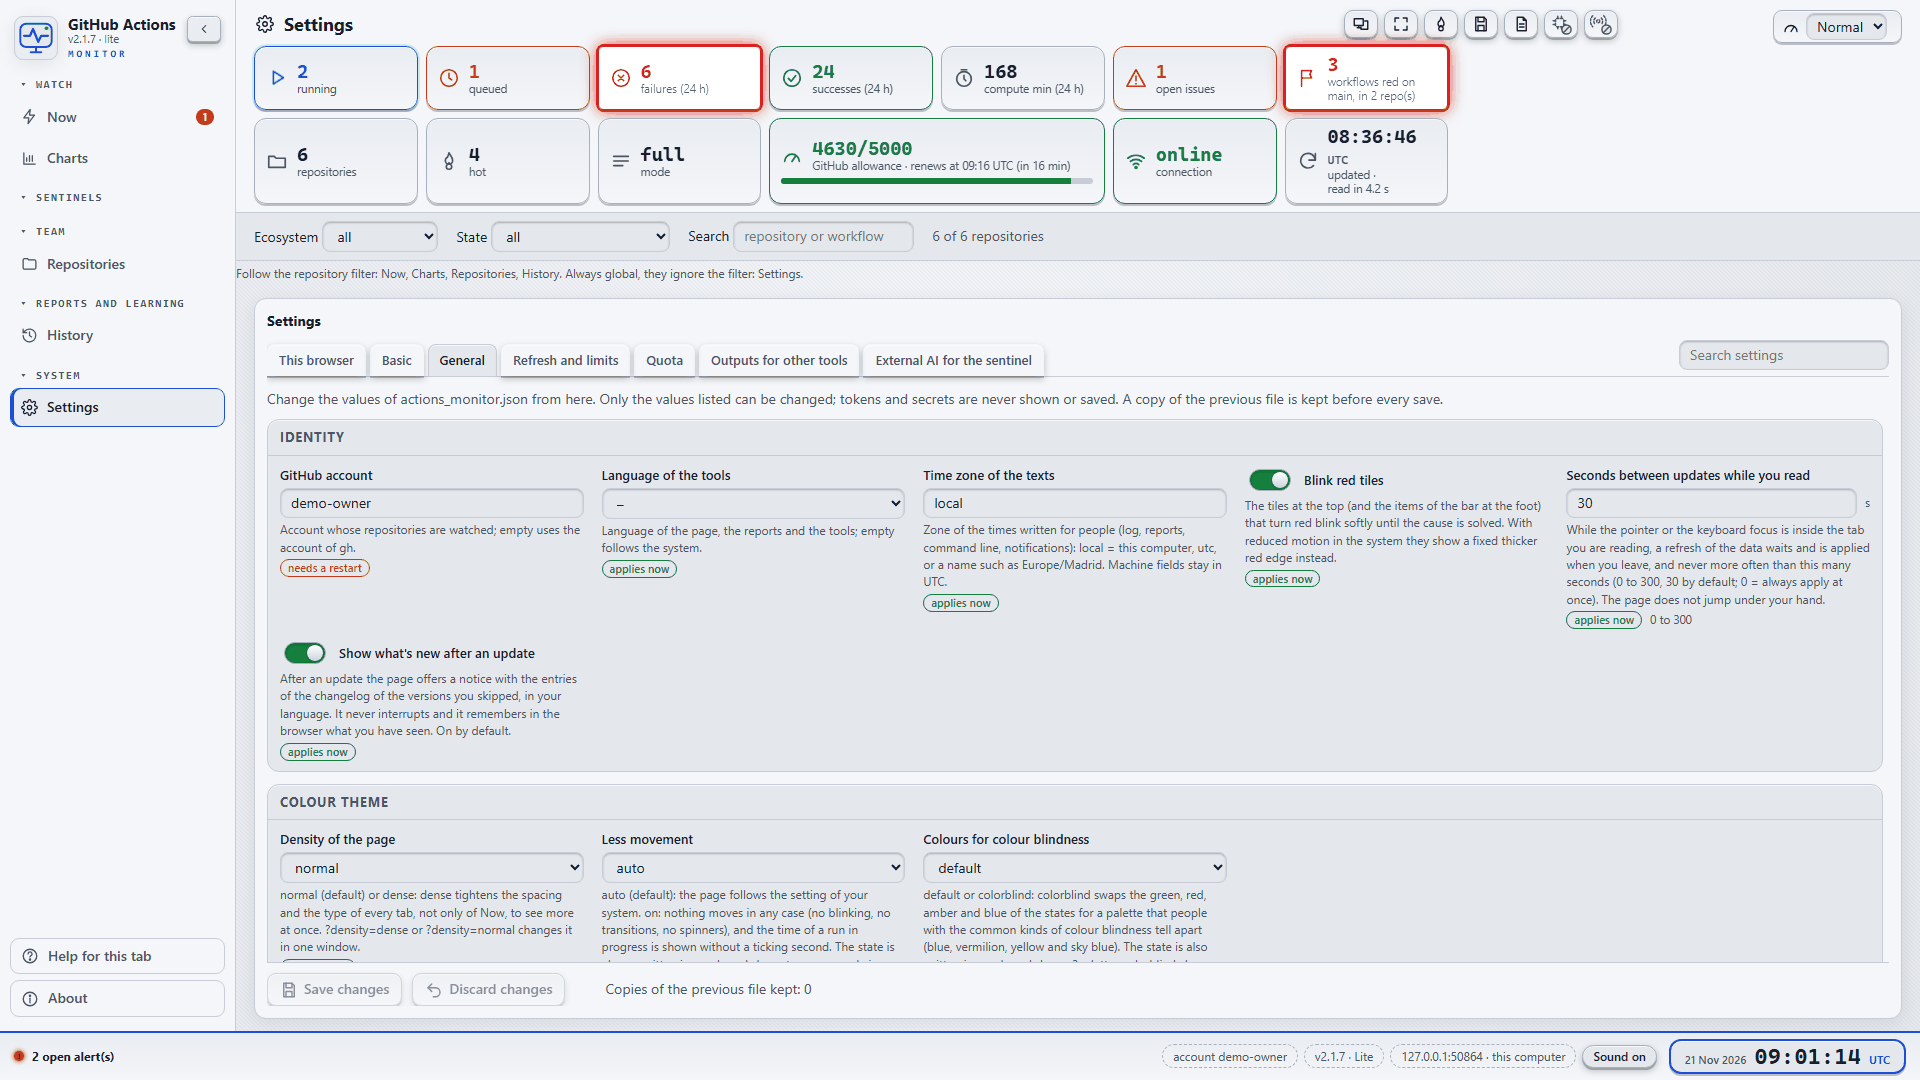 GitHub Actions
v2.1.7 · lite
MONITOR
WATCH
Now
1
Charts
SENTINELS
TEAM
Repositories
REPORTS AND LEARNING
History
SYSTEM
Settings
Help for this tab
About
Settings
Normal
2
running
1
queued
6
failures (24 h)
24
successes (24 h)
168
compute min (24 h)
1
open issues
3
workflows red on
main, in 2 repo(s)
6
repositories
4
hot
full
mode
4630/5000
GitHub allowance · renews at 09:16 UTC (in 16 min)
online
connection
08:36:46
UTC
updated ·
read in 4.2 s
Ecosystem all State all Search repository or workflow 6 of 6 repositories
Follow the repository filter: Now, Charts, Repositories, History. Always global, they ignore the filter: Settings.
Settings
This browser Basic General Refresh and limits Quota Outputs for other tools External AI for the sentinel
Search settings
Change the values of actions_monitor.json from here. Only the values listed can be changed; tokens and secrets are never shown or saved. A copy of the previous file is kept before every save.
IDENTITY
GitHub account
demo-owner
Account whose repositories are watched; empty uses the
account of gh.
needs a restart
Language of the tools
–
Language of the page, the reports and the tools; empty
follows the system.
applies now
Time zone of the texts
local
Zone of the times written for people (log, reports,
command line, notifications): local = this computer, utc,
or a name such as Europe/Madrid. Machine fields stay in
UTC.
applies now
Blink red tiles
The tiles at the top (and the items of the bar at the foot)
that turn red blink softly until the cause is solved. With
reduced motion in the system they show a fixed thicker
red edge instead.
applies now
Seconds between updates while you read
30 s
While the pointer or the keyboard focus is inside the tab
you are reading, a refresh of the data waits and is applied
when you leave, and never more often than this many
seconds (0 to 300, 30 by default; 0 = always apply at
once). The page does not jump under your hand.
applies now 0 to 300
Show what's new after an update
After an update the page offers a notice with the entries
of the changelog of the versions you skipped, in your
language. It never interrupts and it remembers in the
browser what you have seen. On by default.
applies now
COLOUR THEME
Density of the page
normal
normal (default) or dense: dense tightens the spacing
and the type of every tab, not only of Now, to see more
at once. ?density=dense or ?density=normal changes it
in one window.
Less movement
auto
auto (default): the page follows the setting of your
system. on: nothing moves in any case (no blinking, no
transitions, no spinners), and the time of a run in
progress is shown without a ticking second. The state is
Colours for colour blindness
default
default or colorblind: colorblind swaps the green, red,
amber and blue of the states for a palette that people
with the common kinds of colour blindness tell apart
(blue, vermilion, yellow and sky blue). The state is also
Save changes Discard changes Copies of the previous file kept: 0
2 open alert(s)
account demo-owner v2.1.7 · Lite 127.0.0.1:50864 · this computer Sound on 21 Nov 2026 09:01:14 UTC